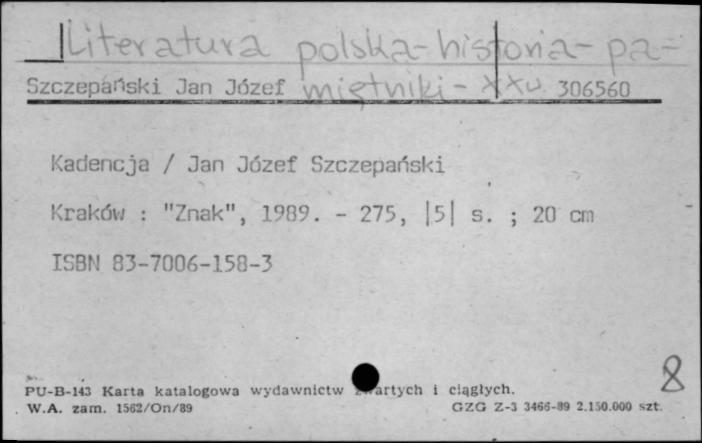 Literatura polska-historia-pa=
Szczepański Jan Józef miętniki-XXw. 306560
Kadencja / Jan Józef Szczepański
Kraków : "Znak", 1989. - 275, |5| s. ; 20 cm
ISBN 83-7006-158-3
8
PU-B-143 Karta katalogowa wydawnictw zwartych i ciągłych.
W.A. zam. 1562/On/89 GZG Z-3 3466-89 2.150.000 szt.